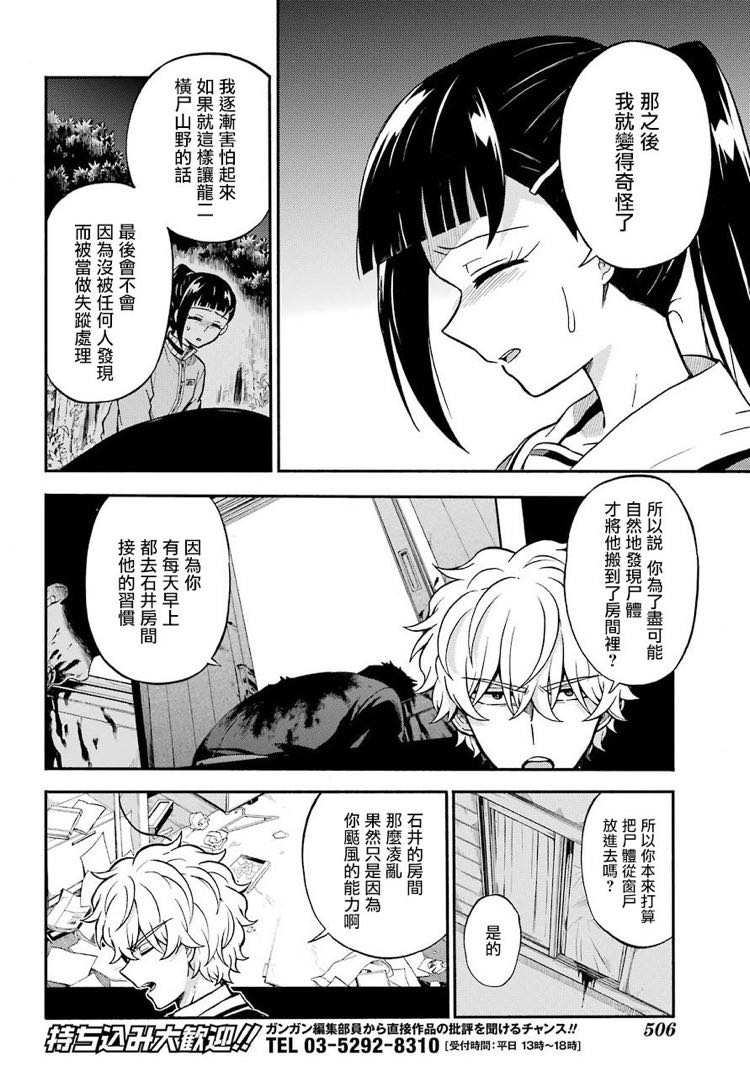 那之後
我就變得奇怪了
我逐漸害怕起來
如果就這樣讓龍二
橫尸山野的話
最後會不會
因為沒被任何人發現
而被當做失蹤處理
所以説 你為了盡可能
自然地發現尸體
才將他搬到了房間裡?
因為你
有每天早上
都去石井房間
接他的習慣
所以你本來打算
把尸體從窗戶
放進去嗎?
是的
石井的房間
那麼凌亂
果然只是因為
你颳風的能力啊
506
持ち込み大歓迎!!
ガンガン編集部員から直接作品の批評を聞けるチャンス!!
TEL 03-5292-8310 [受付時間:平日 13時～18時]